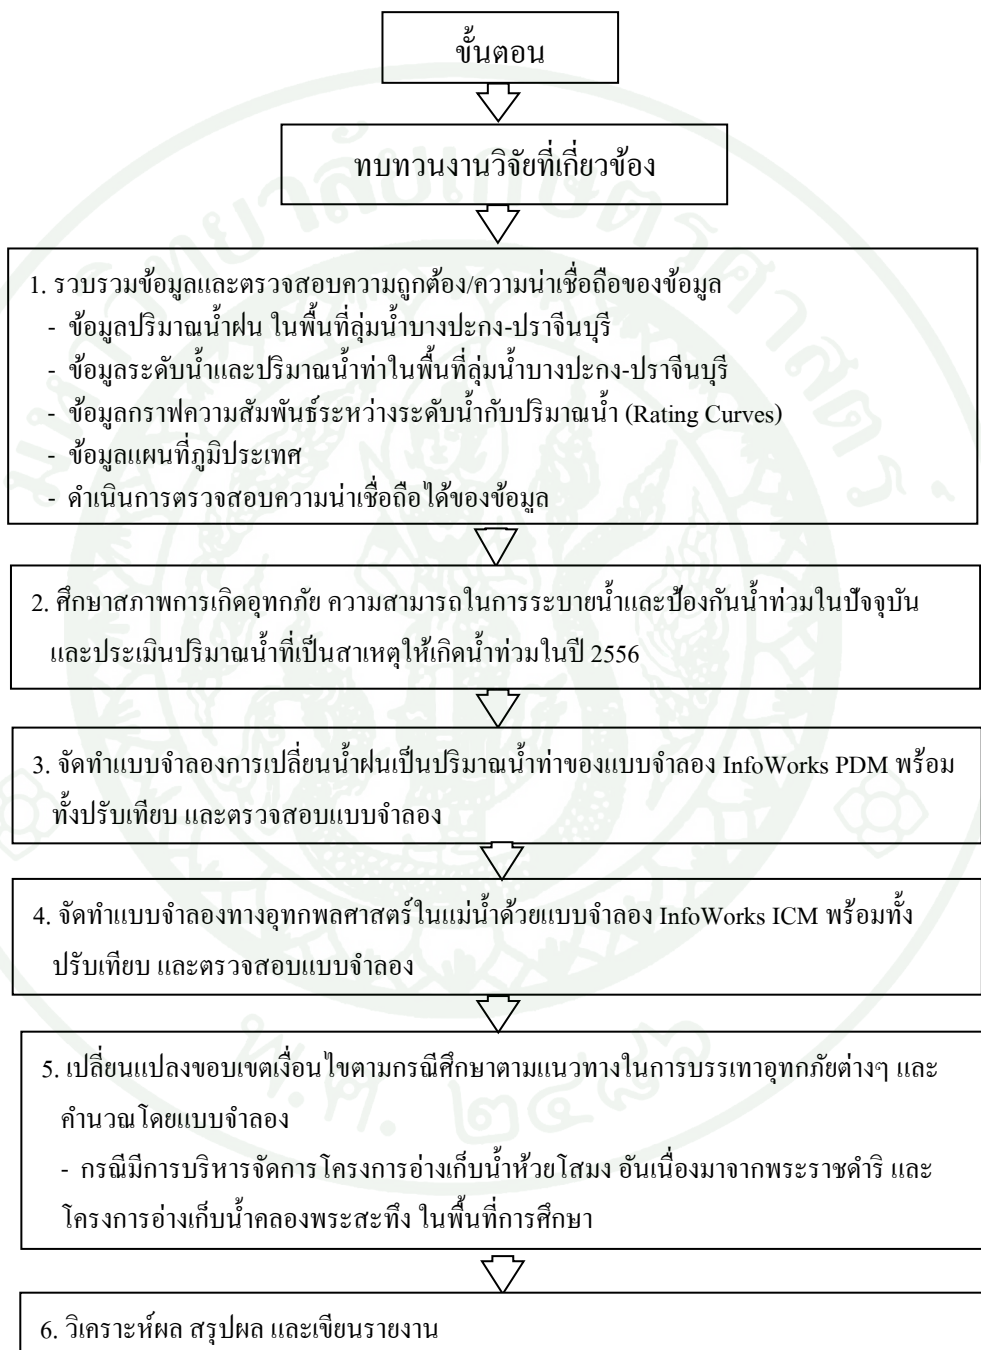 ขั้นตอน
ทบทวนงานวิจัยที่เกี่ยวข้อง
1. รวบรวมข้อมูลและตรวจสอบความถูกต้อง/ความน่าเชื่อถือของข้อมูล
- ข้อมูลปริมาณน้ำฝน ในพื้นที่ลุ่มน้ำบางปะกง-ปราจีนบุรี
- ข้อมูลระดับน้ำและปริมาณน้ำท่าในพื้นที่ลุ่มน้ำบางปะกง-ปราจีนบุรี
- ข้อมูลกราฟความสัมพันธ์ระหว่างระดับน้ำกับปริมาณน้ำ (Rating Curves)
- ข้อมูลแผนที่ภูมิประเทศ
- ดำเนินการตรวจสอบความน่าเชื่อถือได้ของข้อมูล
2. ศึกษาสภาพการเกิดอุทกภัย ความสามารถในการระบายน้ำและป้องกันน้ำท่วมในปัจจุบัน
และประเมินปริมาณน้ำที่เป็นสาเหตุให้เกิดน้ำท่วมในปี 2556
3. จัดทำแบบจำลองการเปลี่ยนน้ำฝนเป็นปริมาณน้ำท่าของแบบจำลอง InfoWorks PDM พร้อม
ทั้งปรับเทียบ และตรวจสอบแบบจำลอง
4. จัดทำแบบจำลองทางอุทกพลศาสตร์ในแม่น้ำด้วยแบบจำลอง InfoWorks ICM พร้อมทั้ง
ปรับเทียบ และตรวจสอบแบบจำลอง
5. เปลี่ยนแปลงขอบเขตเงื่อนไขตามกรณีศึกษาตามแนวทางในการบรรเทาอุทกภัยต่างๆ และ
คำนวณโดยแบบจำลอง
- กรณีมีการบริหารจัดการโครงการอ่างเก็บน้ำห้วยโสมง อันเนื่องมาจากพระราชดำริ และ
โครงการอ่างเก็บน้ำคลองพระสะทึง ในพื้นที่การศึกษา
6. วิเคราะห์ผล สรุปผล และเขียนรายงาน
มหาวิทยาลัยเกษตรศาสตร์
พ.ศ. ๒๔๘๖